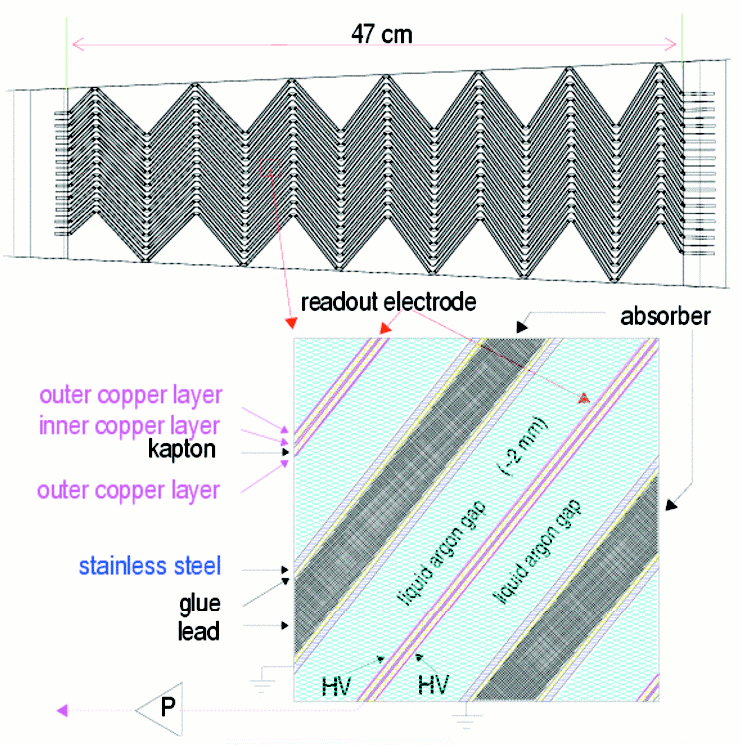 47 cm
readout electrode
absorber
outer copper layer
inner copper layer
kapton
outer copper layer
(~2 mm)
liquid argon gap
liquid argon gap
stainless steel
glue
lead
HV
HV
P